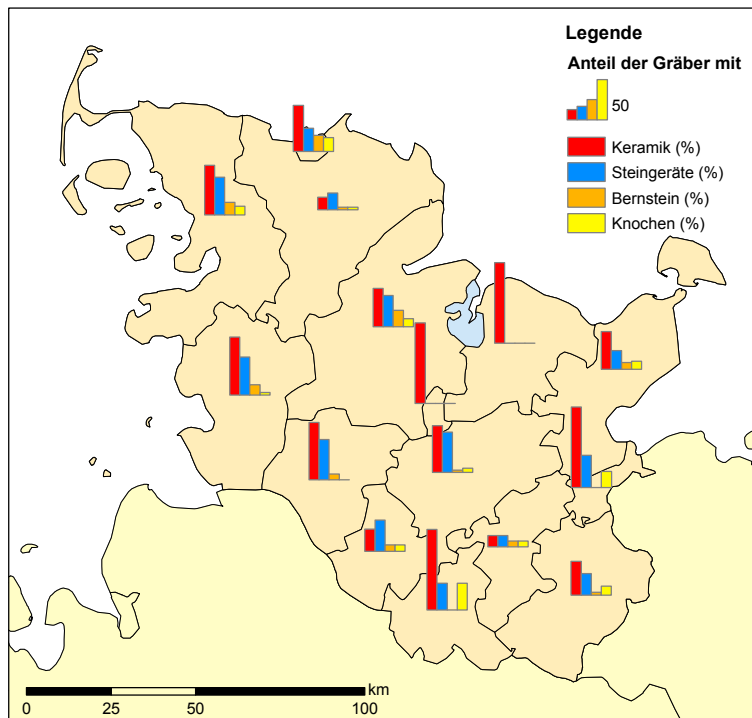 Legende
Anteil der Gräber mit
50
Keramik (%)
Steingeräte (%)
Bernstein (%)
Knochen (%)
km
0 25 50 100